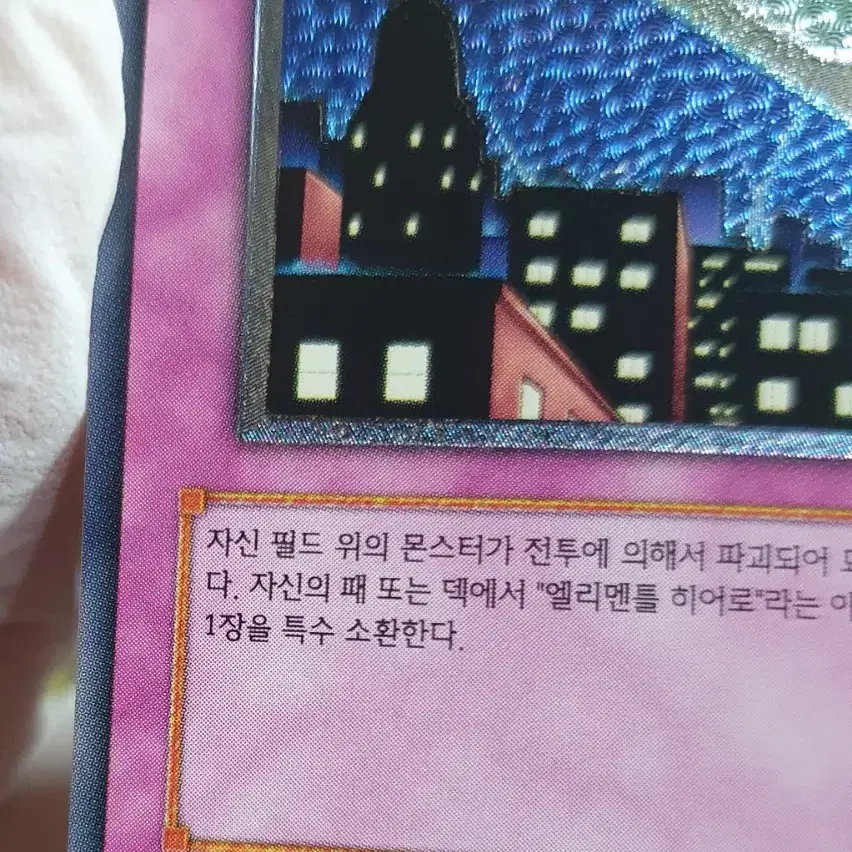 자신 필드 위의 몬스터가 전투에 의해서 파괴되어
다. 자신의 패 또는 덱에서 "엘리멘틀 히어로"라는
1장을 특수 소환한다.